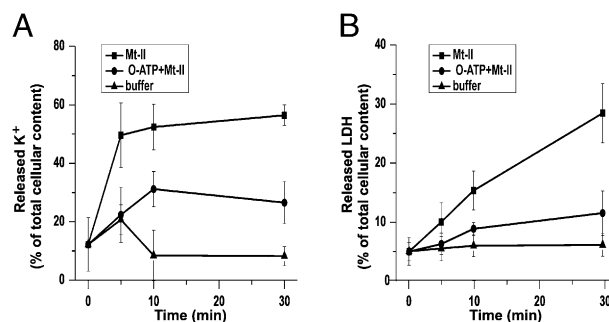 A
Released K+
(% of total cellular content)
80
60
40
20
0
Mt-II
O-ATP+Mt-II
buffer
0
10
20
30
Time (min)
B
Released LDH
(% of total cellular content)
40
30
20
10
0
Mt-II
O-ATP+Mt-II
buffer
0
10
20
30
Time (min)